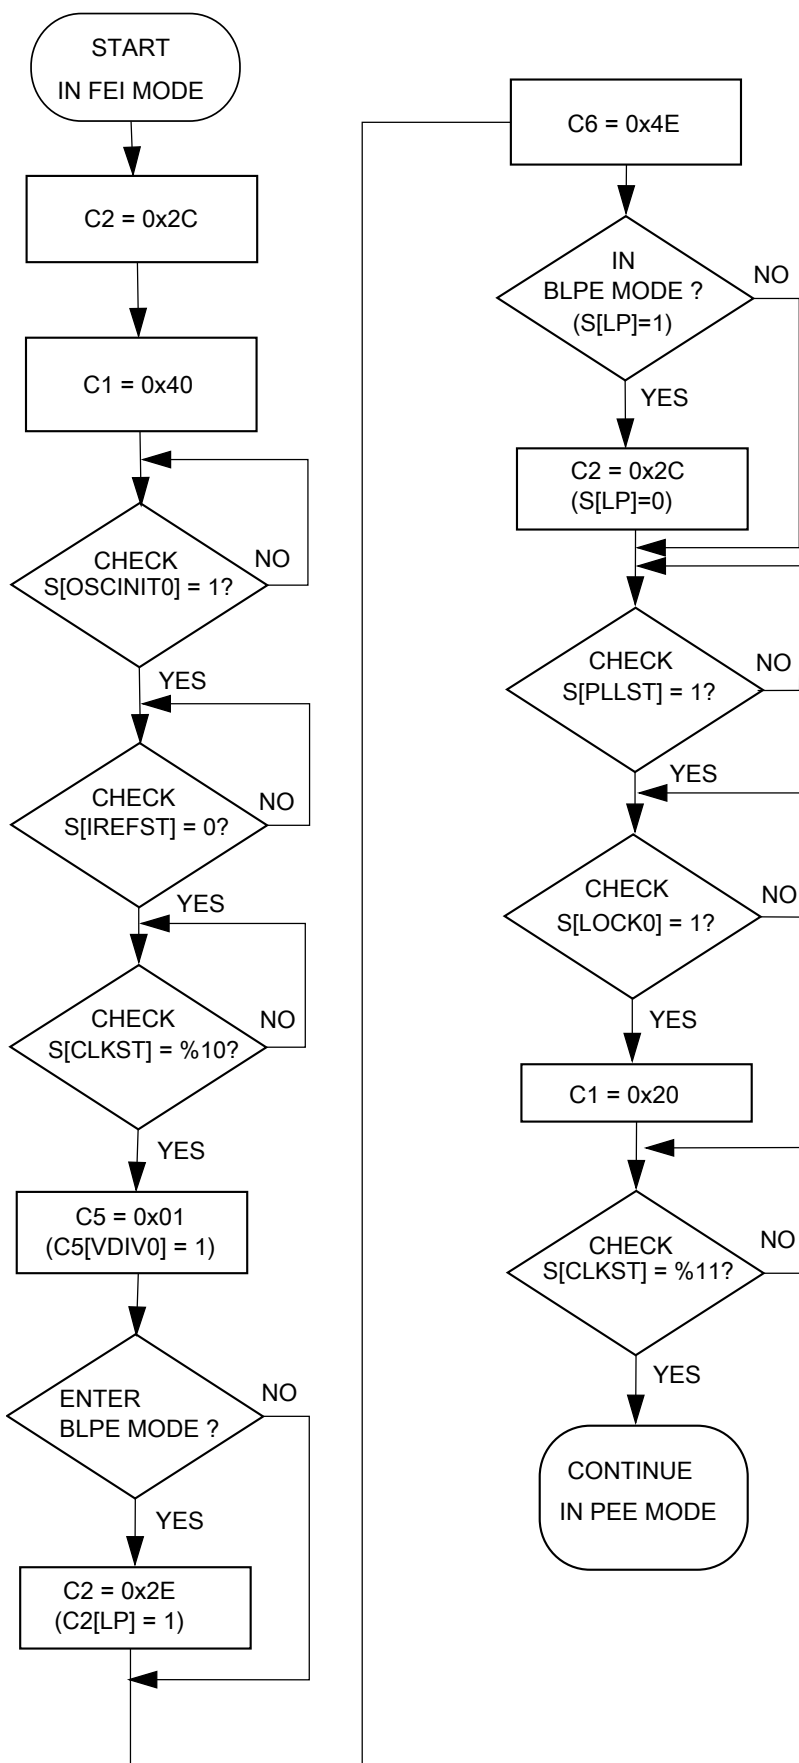 START
IN FEI MODE
C2 = 0x2C
C1 = 0x40
CHECK
S[OSCINIT0] = 1?
NO
YES
CHECK
S[IREFST] = 0?
NO
YES
CHECK
S[CLKST] = %10?
NO
YES
C5 = 0x01
(C5[VDIV0] = 1)
ENTER
BLPE MODE ?
NO
YES
C2 = 0x2E
(C2[LP] = 1)
C6 = 0x4E
IN
BLPE MODE ?
(S[LP]=1)
NO
YES
C2 = 0x2C
(S[LP]=0)
CHECK
S[PLLST] = 1?
NO
YES
CHECK
S[LOCK0] = 1?
NO
YES
C1 = 0x20
CHECK
S[CLKST] = %11?
NO
YES
CONTINUE
IN PEE MODE